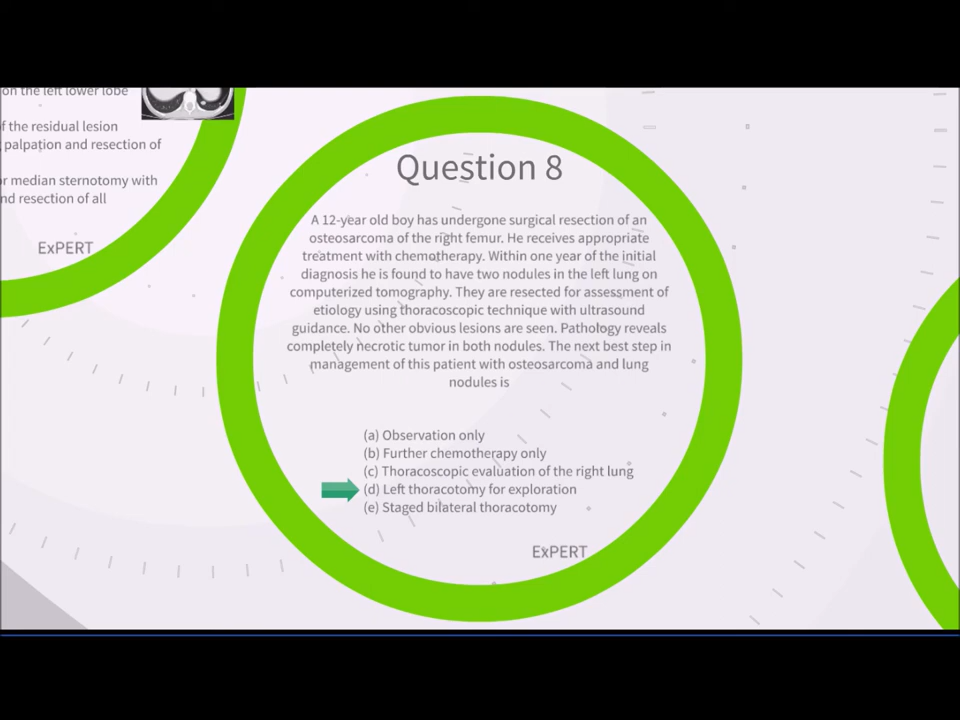 on the left lower lobe
f the residual lesion
palpation and resection of
or median sternotomy with
nd resection of all
ExPERT
Question 8
A 12-year old boy has undergone surgical resection of an
osteosarcoma of the right femur. He receives appropriate
treatment with chemotherapy. Within one year of the initial
diagnosis he is found to have two nodules in the left lung on
computerized tomography. They are resected for assessment of
etiology using thoracoscopic technique with ultrasound
guidance. No other obvious lesions are seen. Pathology reveals
completely necrotic tumor in both nodules. The next best step in
management of this patient with osteosarcoma and lung
nodules is
(a) Observation only
(b) Further chemotherapy only
(c) Thoracoscopic evaluation of the right lung
(d) Left thoracotomy for exploration
(e) Staged bilateral thoracotomy
ExPERT